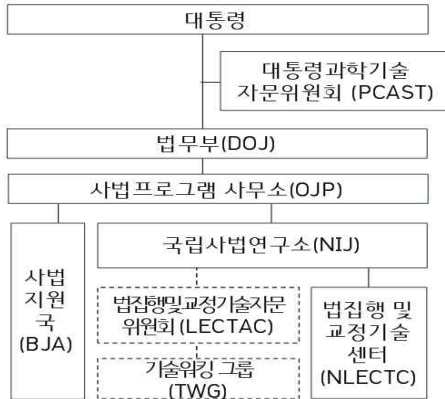 대통령
대통령과학기술
자문위원회 (PCAST)
법무부(DOJ)
사법프로그램 사무소(OJP)
사법
지원
국
(BJA)
국립사법연구소(NIJ)
법집행및교정기술자문
위원회 (LECTAC)
기술워킹 그룹
(TWG)
법집행 및
교정기술
센터
(NLECTC)